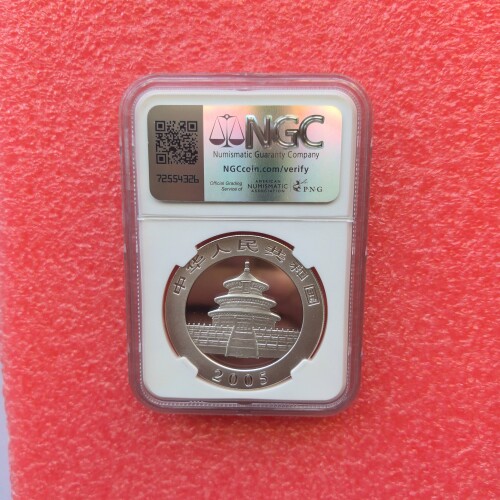 NGC
Numismatic Guaranty Company
NGCcoin.com/verify
72554326
Official Grading
Service of
AMERICAN
NUMISMATIC
ASSOCIATION
PNG
中华人民共和国
2005